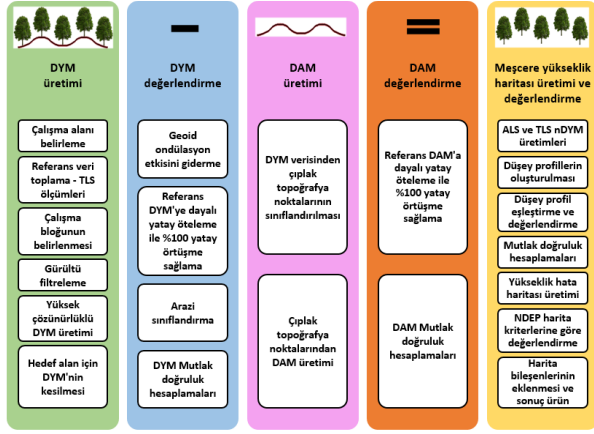 DYM
üretimi
Çalışma alanı
belirleme
Referans veri
toplama - TLS
ölçümleri
Çalışma
bloğunun
belirlenmesi
Gürültü
filtreleme
Yüksek
çözünürlüklü
DYM üretimi
Hedef alan için
DYM'nin
kesilmesi
DYM
değerlendirme
Geoid
ondülasyon
etkisini giderme
Referans
DYM'ye dayalı
yatay öteleme
ile %100 yatay
örtüşme
sağlama
Arazi
sınıflandırma
DYM Mutlak
doğruluk
hesaplamaları
DAM
üretimi
DYM verisinden
çıplak
topoğrafya
noktalarının
sınıflandırılması
Çıplak
topoğrafya
noktalarından
DAM üretimi
DAM
değerlendirme
Referans DAM'a
dayalı yatay
öteleme ile
%100 yatay
örtüşme
sağlama
DAM Mutlak
doğruluk
hesaplamaları
Meşcere yükseklik
haritası üretimi ve
değerlendirme
ALS ve TLS nDYM
üretimleri
Düşey profillerin
oluşturulması
Düşey profil
eşleştirme ve
değerlendirme
Mutlak doğruluk
hesaplamaları
Yükseklik hata
haritası üretimi
NDEP harita
kriterlerine göre
değerlendirme
Harita
bileşenlerinin
eklenmesi ve
sonuç ürün